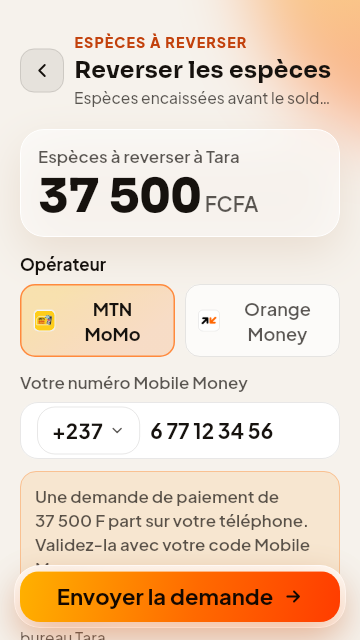 ESPÈCES À REVERSER
Reverser les espèces
Espèces encaissées avant le sold…
Espèces à reverser à Tara
37 500 FCFA
Opérateur
MTN
MoMo
Orange
Money
Votre numéro Mobile Money
+237
6 77 12 34 56
Une demande de paiement de
37 500 F part sur votre téléphone.
Validez-la avec votre code Mobile
Envoyer la demande
bureau Tara.